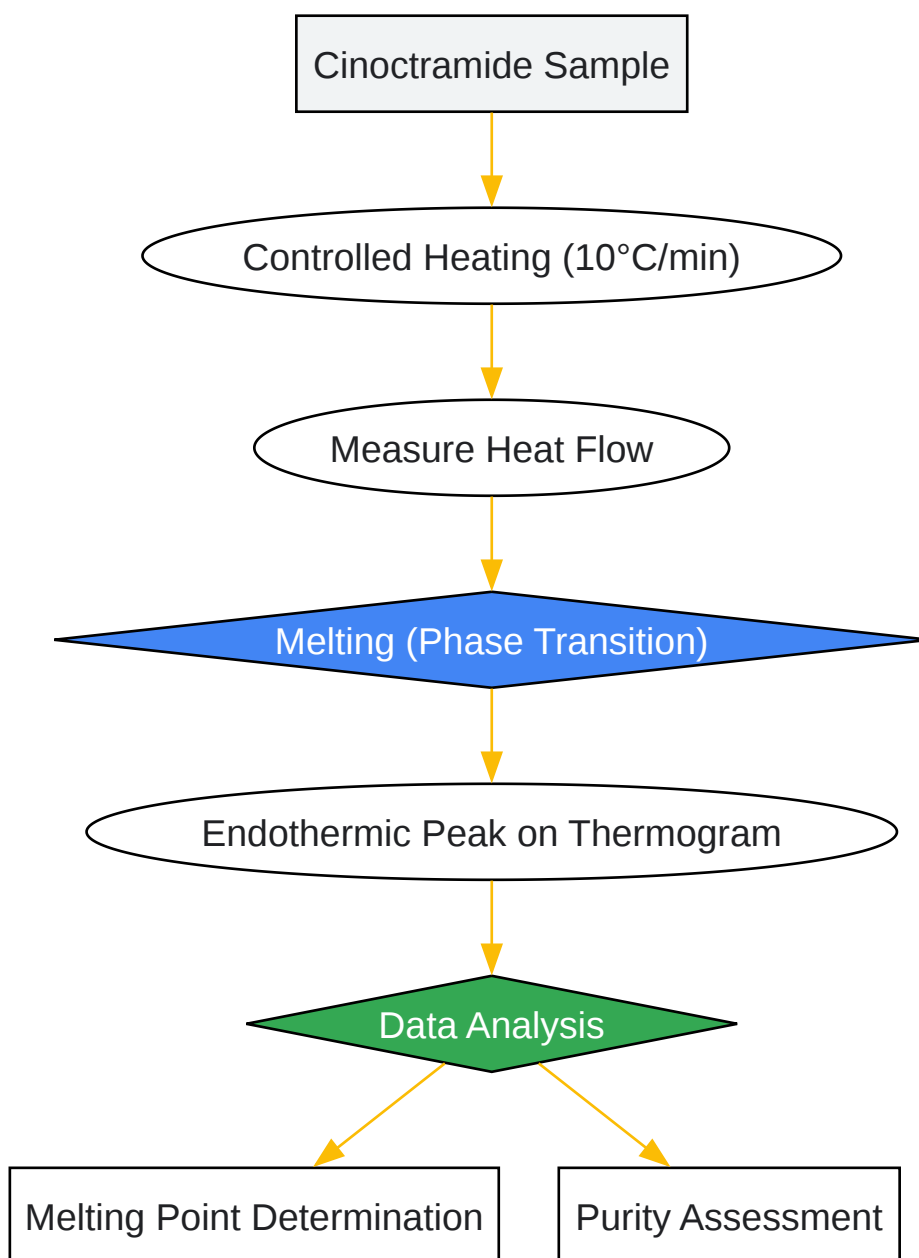 Cinoctramide Sample
Controlled Heating (10°C/min)
Measure Heat Flow
Melting (Phase Transition)
Endothermic Peak on Thermogram
Data Analysis
Melting Point Determination
Purity Assessment